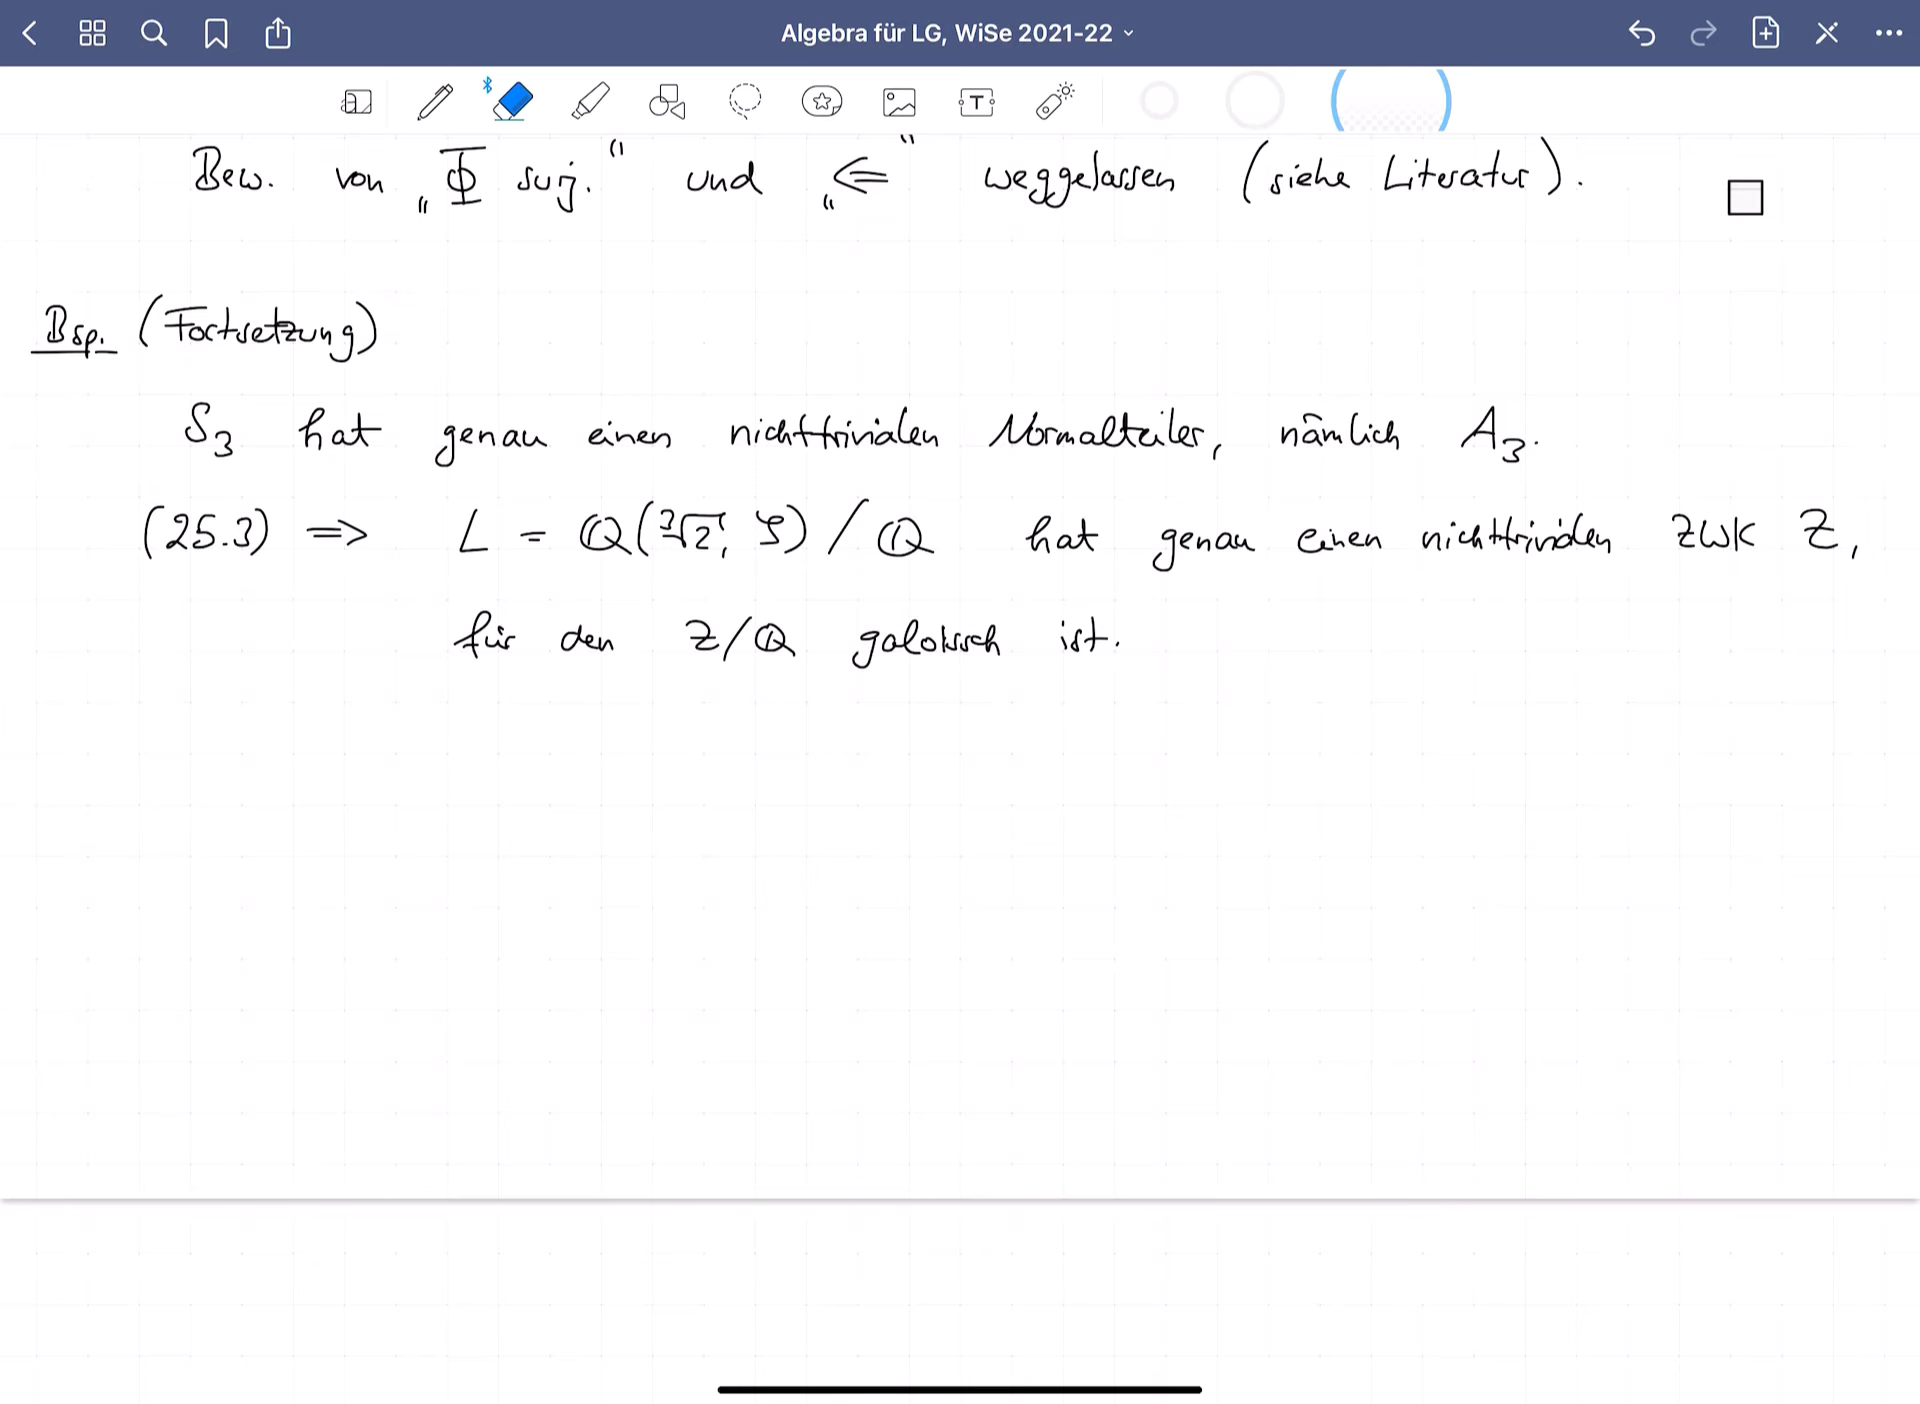 Algebra für LG, WiSe 2021-22
Bew. von „Φ surj." und „⇐" weggelassen (siehe Literatur). □
Bsp. (Fortsetzung)
S₃ hat genau einen nichttrivialen Normalteiler, nämlich A₃.
(25.3) ⇒ L = ℚ(∛2, ζ) / ℚ hat genau einen nichttrivialen ZWK Z,
für den Z/ℚ galoissch ist.